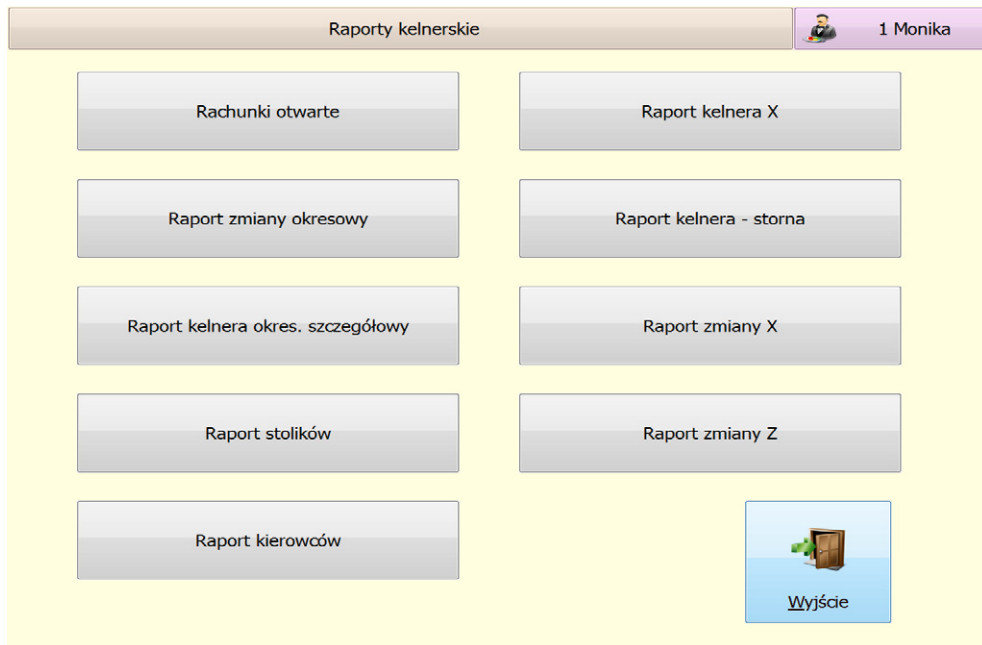 Raporty kelnerskie
1 Monika
Rachunki otwarte
Raport kelnera X
Raport zmiany okresowy
Raport kelnera - storna
Raport kelnera okres. szczegółowy
Raport zmiany X
Raport stolików
Raport zmiany Z
Raport kierowców
Wyjście